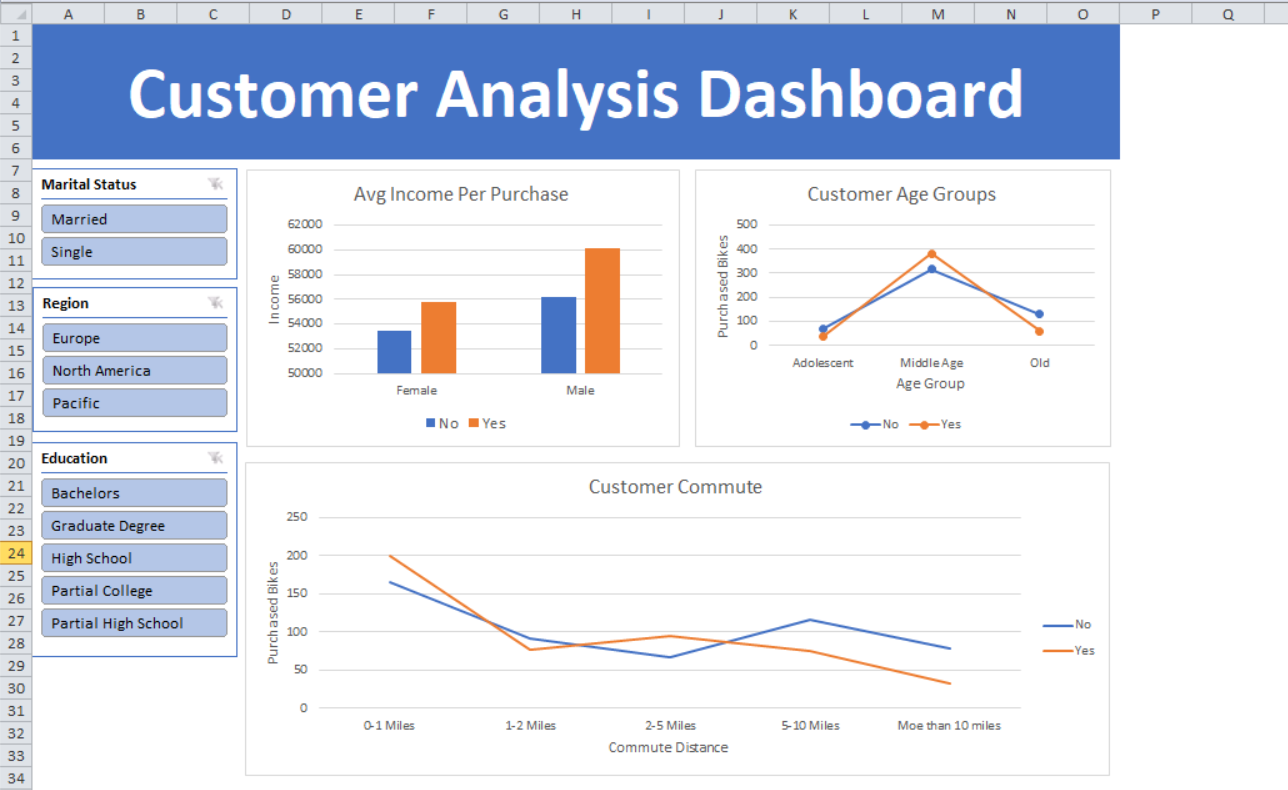 A B C D E F G H I J K L M N O P Q
1
2
3
4
5
6
7
8
9
10
11
12
13
14
15
16
17
18
19
20
21
22
23
24
25
26
27
28
29
30
31
32
33
34
Customer Analysis Dashboard
Marital Status
Married
Single
Region
Europe
North America
Pacific
Education
Bachelors
Graduate Degree
High School
Partial College
Partial High School
Avg Income Per Purchase
Income
62000
60000
58000
56000
54000
52000
50000
Female Male
No Yes
Customer Age Groups
Purchased Bikes
500
400
300
200
100
0
Adolescent Middle Age Old
Age Group
No Yes
Customer Commute
Purchased Bikes
250
200
150
100
50
0
0-1 Miles 1-2 Miles 2-5 Miles 5-10 Miles Moe than 10 miles
Commute Distance
No
Yes